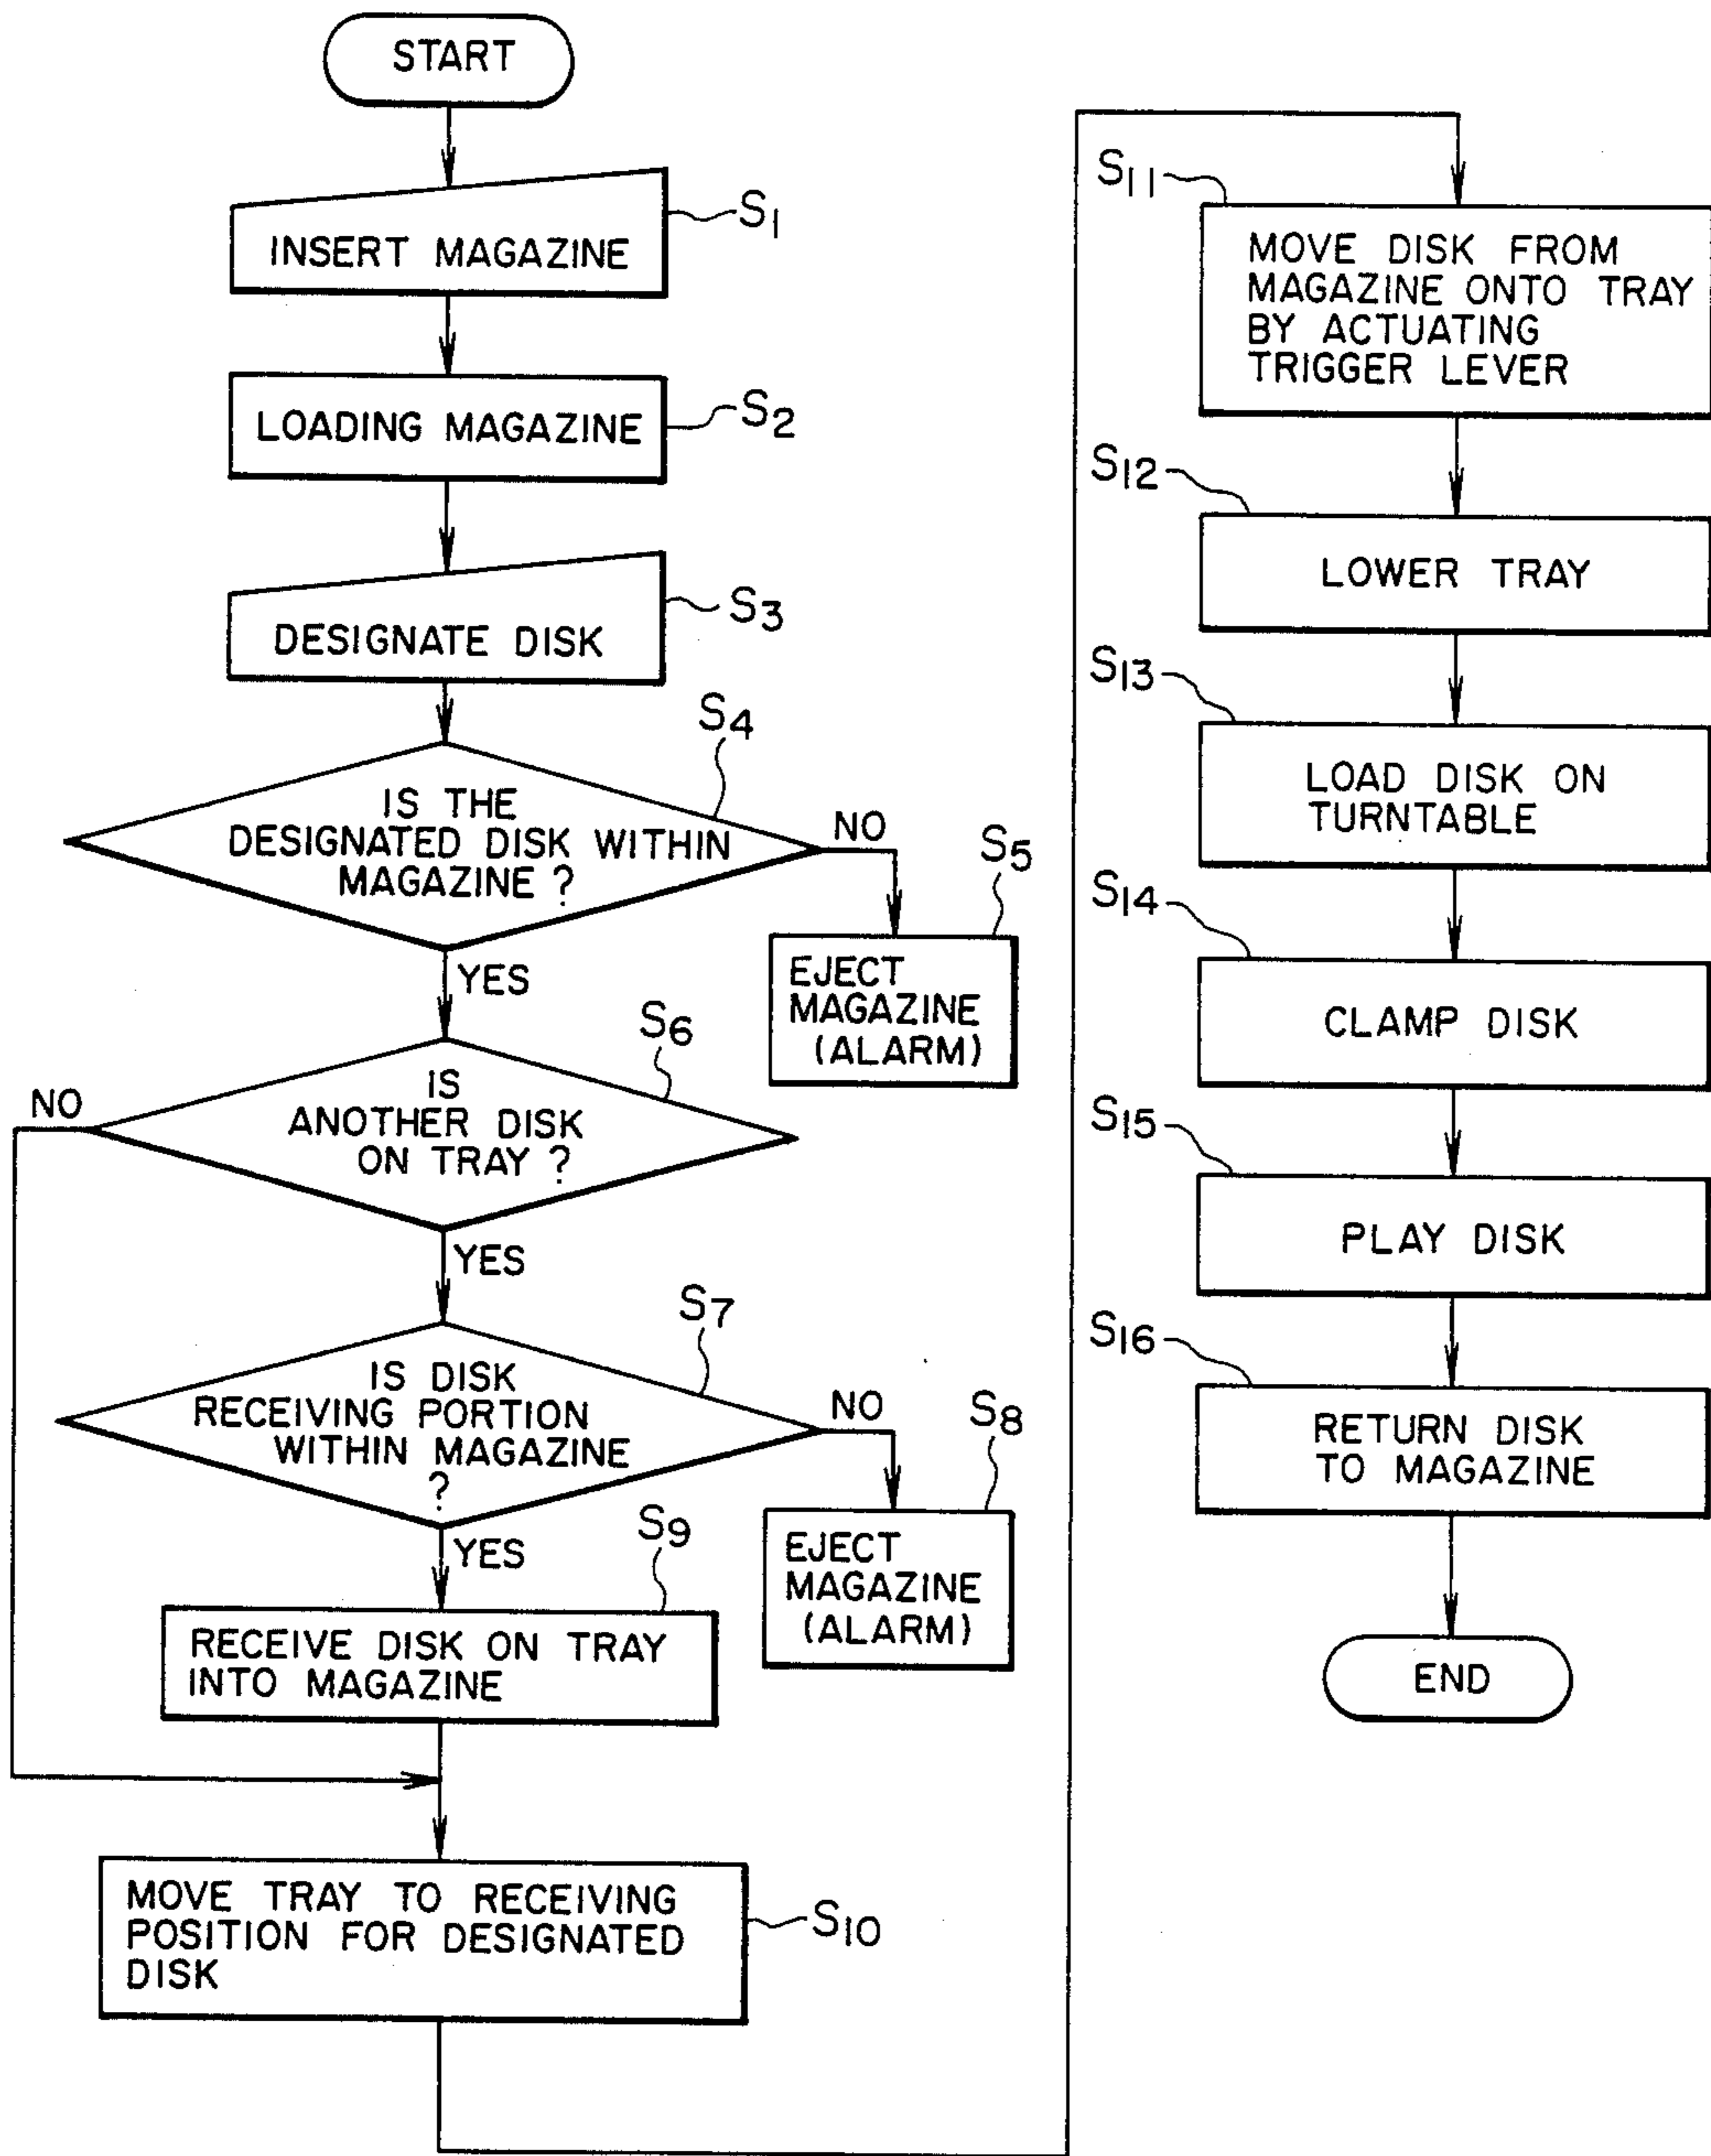 START
INSERT MAGAZINE
S1
LOADING MAGAZINE
S2
DESIGNATE DISK
S3
S4
IS THE
DESIGNATED DISK WITHIN
MAGAZINE ?
NO
YES
S5
EJECT
MAGAZINE
(ALARM)
S6
IS
ANOTHER DISK
ON TRAY ?
NO
YES
S7
IS DISK
RECEIVING PORTION
WITHIN MAGAZINE
?
NO
YES
S8
EJECT
MAGAZINE
(ALARM)
S9
RECEIVE DISK ON TRAY
INTO MAGAZINE
MOVE TRAY TO RECEIVING
POSITION FOR DESIGNATED
DISK
S10
S11
MOVE DISK FROM
MAGAZINE ONTO TRAY
BY ACTUATING
TRIGGER LEVER
S12
LOWER TRAY
S13
LOAD DISK ON
TURNTABLE
S14
CLAMP DISK
S15
PLAY DISK
S16
RETURN DISK
TO MAGAZINE
END